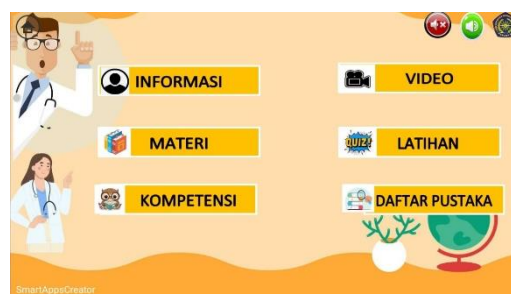 INFORMASI
VIDEO
MATERI
QUIZ!
LATIHAN
KOMPETENSI
DAFTAR PUSTAKA
SmartAppsCreator